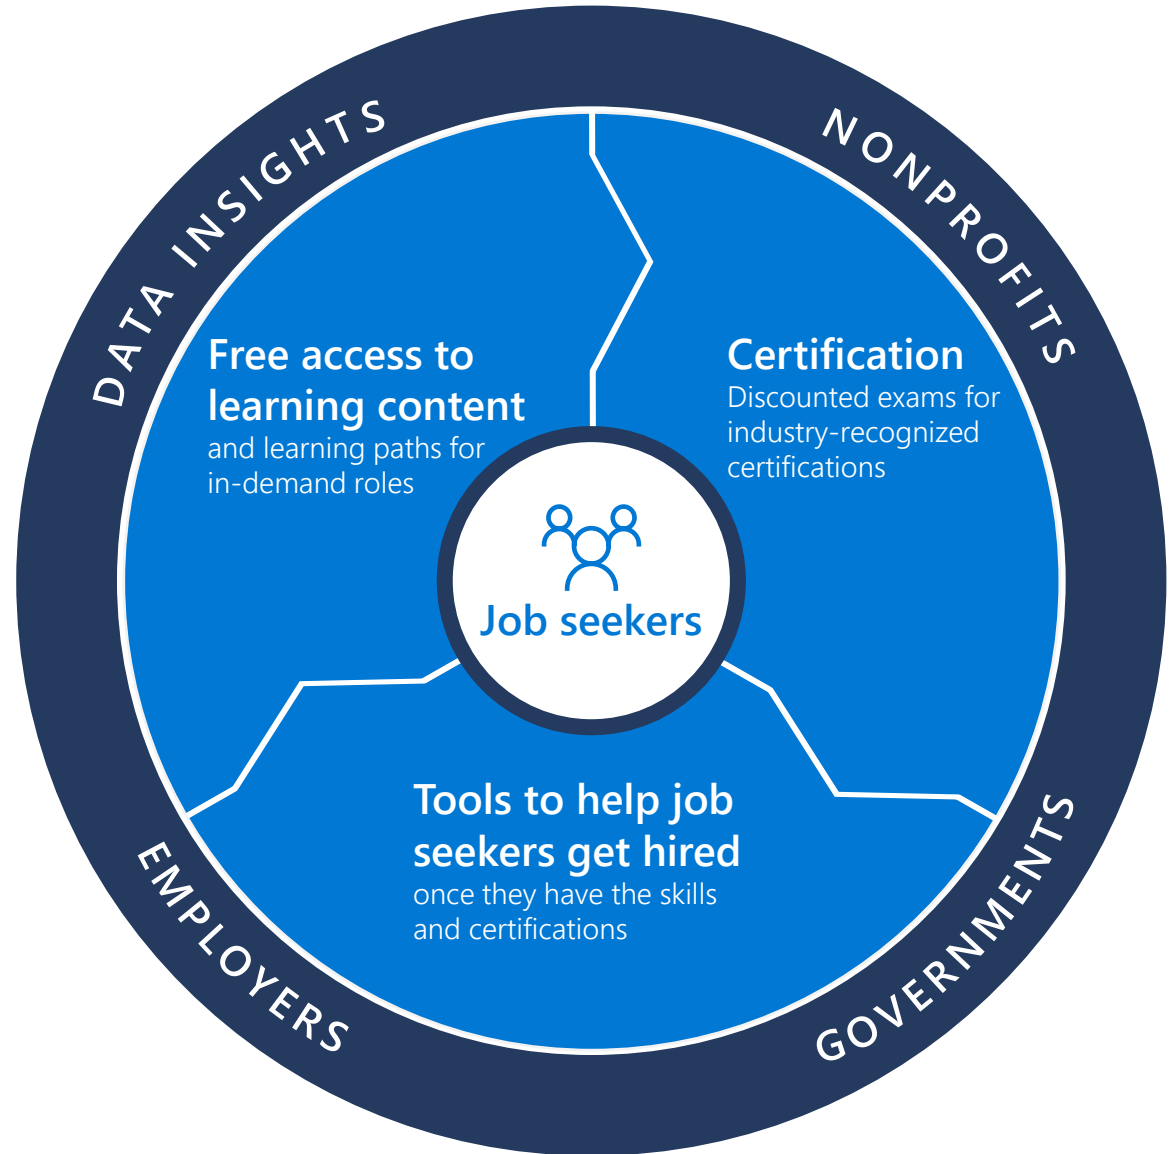 DATA INSIGHTS
NONPROFITS
Free access to
learning content
and learning paths for
in-demand roles
Certification
Discounted exams for
industry-recognized
certifications
Job seekers
Tools to help job
seekers get hired
once they have the skills
and certifications
EMPLOYERS
GOVERNMENTS